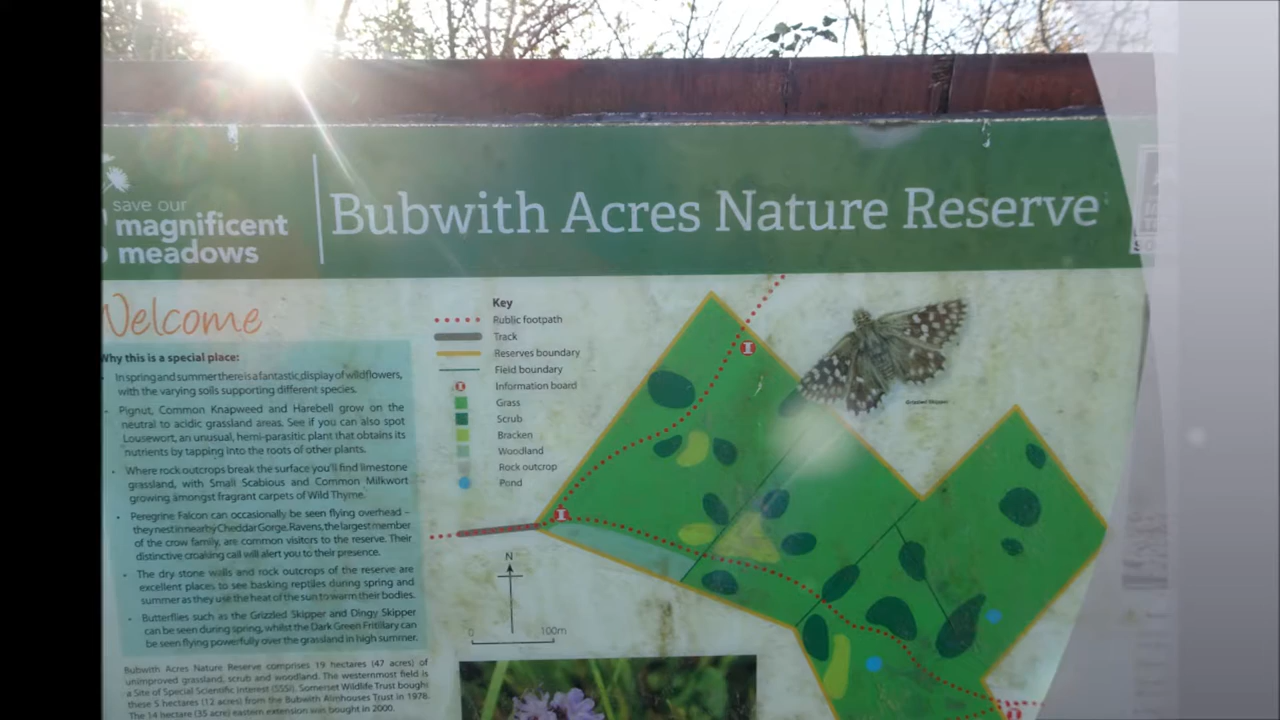 save our
magnificent
meadows
Bubwith Acres Nature Reserve
Welcome
Why this is a special place:
In spring and summer there is a fantastic display of wildflowers,
with the varying soils supporting different species.
Pignut, Common Knapweed and Harebell grow on the
neutral to acidic grassland areas. See if you can also spot
Lousewort, an unusual, hemi-parasitic plant that obtains its
nutrients by tapping into the roots of other plants.
Where rock outcrops break the surface you'll find limestone
grassland, with Small Scabious and Common Milkwort
growing amongst fragrant carpets of Wild Thyme.
Peregrine Falcon can occasionally be seen flying overhead –
they nest in nearby Cheddar Gorge. Ravens, the largest member
of the crow family, are common visitors to the reserve. Their
distinctive croaking call will alert you to their presence.
The dry stone walls and rock outcrops of the reserve are
excellent places to see basking reptiles during spring and
summer as they use the heat of the sun to warm their bodies.
Butterflies such as the Grizzled Skipper and Dingy Skipper
can be seen during spring, whilst the Dark Green Fritillary can
be seen flying powerfully over the grassland in high summer.
Bubwith Acres Nature Reserve comprises 19 hectares (47 acres) of
unimproved grassland, scrub and woodland. The westernmost field is
a Site of Special Scientific Interest (SSSI). Somerset Wildlife Trust bought
these 5 hectares (12 acres) from the Bubwith Almhouses Trust in 1978.
The 14 hectare (35 acre) eastern extension was bought in 2000.
Key
Rublic footpath
Track
Reserves boundary
Field boundary
Information board
Grass
Scrub
Bracken
Woodland
Rock outcrop
Pond
N
0 100m
Grizzled Skipper